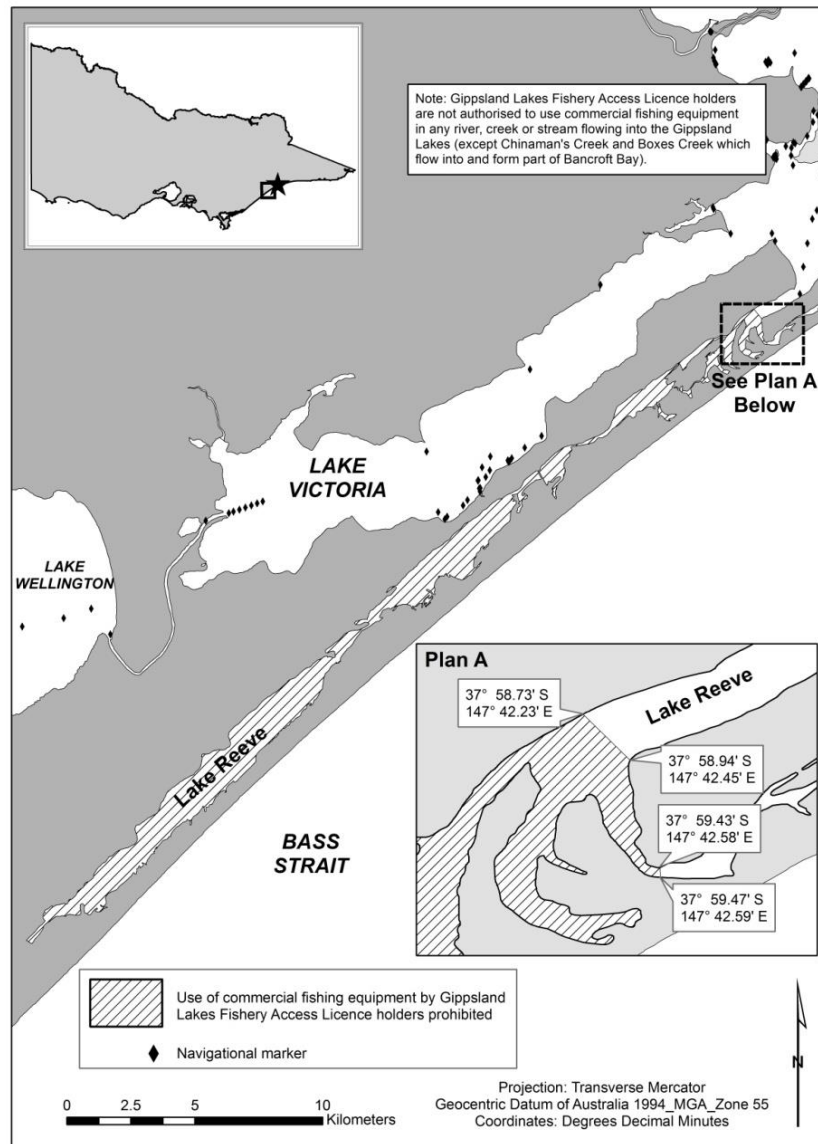 Note: Gippsland Lakes Fishery Access Licence holders
are not authorised to use commercial fishing equipment
in any river, creek or stream flowing into the Gippsland
Lakes (except Chinaman's Creek and Boxes Creek which
flow into and form part of Bancroft Bay).
See Plan A
Below
LAKE
VICTORIA
LAKE
WELLINGTON
Lake Reeve
BASS
STRAIT
Plan A
37° 58.73' S
147° 42.23' E
Lake Reeve
37° 58.94' S
147° 42.45' E
37° 59.43' S
147° 42.58' E
37° 59.47' S
147° 42.59' E
Use of commercial fishing equipment by Gippsland
Lakes Fishery Access Licence holders prohibited
Navigational marker
N
0 2.5 5 10
Kilometers
Projection: Transverse Mercator
Geocentric Datum of Australia 1994_MGA_Zone 55
Coordinates: Degrees Decimal Minutes